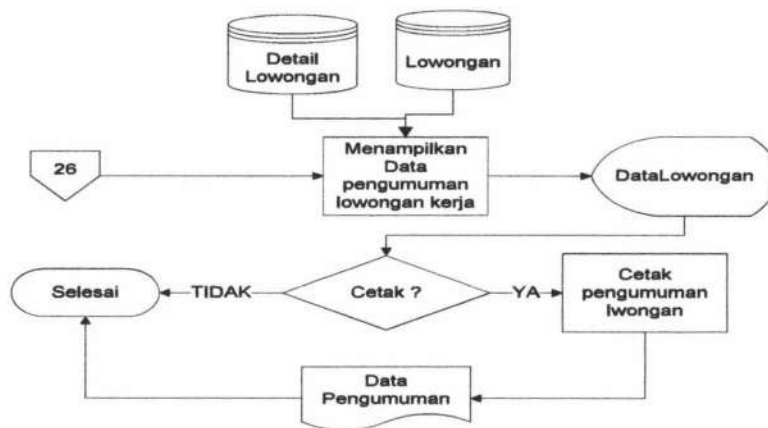 Detail
Lowongan
Lowongan
26
Menampilkan
Data
pengumuman
lowongan kerja
DataLowongan
Selesai
TIDAK
Cetak ?
YA
Cetak
pengumuman
lwongan
Data
Pengumuman